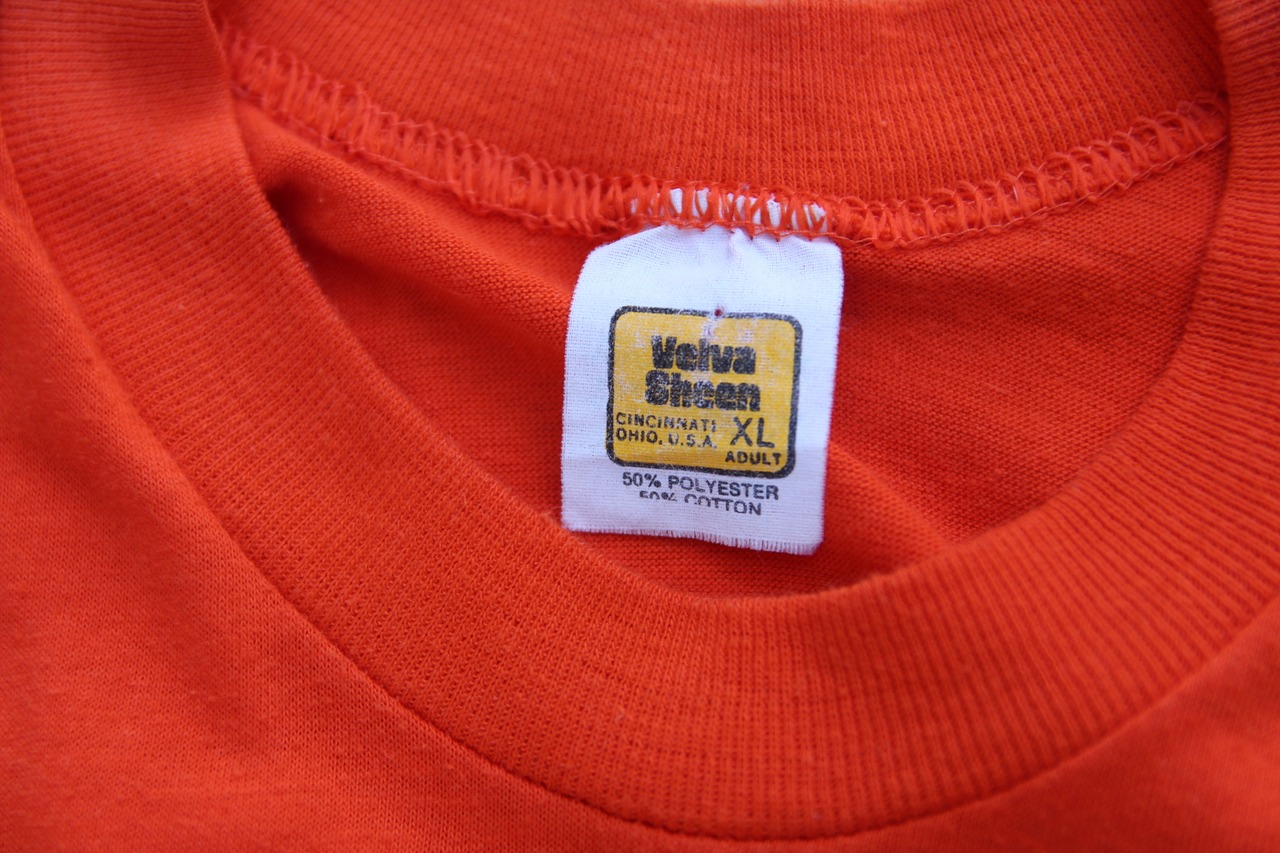 Velva
Sheen
CINCINNATI
OHIO, U.S.A. XL
ADULT
50% POLYESTER
50% COTTON